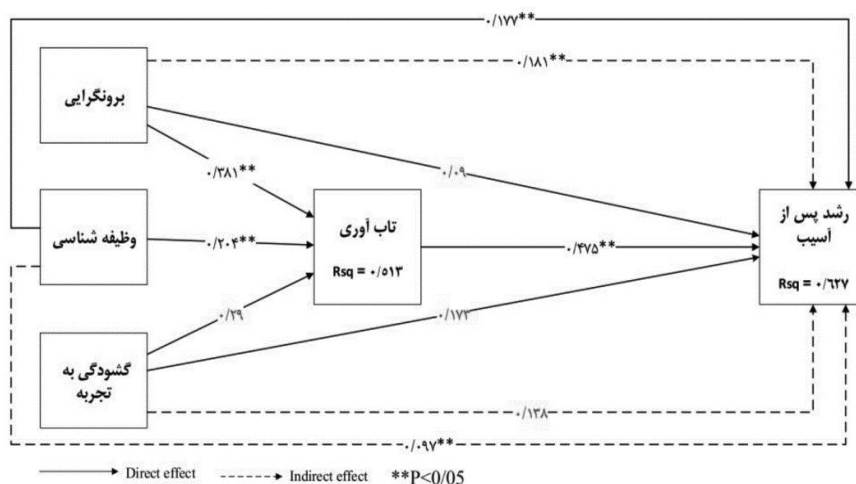 ۰/۱۷۷**
۰/۱۸۱**
برونگرایی
۰/۰۹
۰/۳۸۱**
تاب آوری
Rsq = ۰/۵۱۳
رشد پس از
آسیب
Rsq = ۰/۶۲۷
وظیفه شناسی
۰/۲۰۴**
۰/۴۷۵**
۰/۲۹
۰/۱۷۳
گشودگی به
تجربه
۰/۱۳۸
۰/۰۹۷**
Direct effect
Indirect effect
**P<0/05